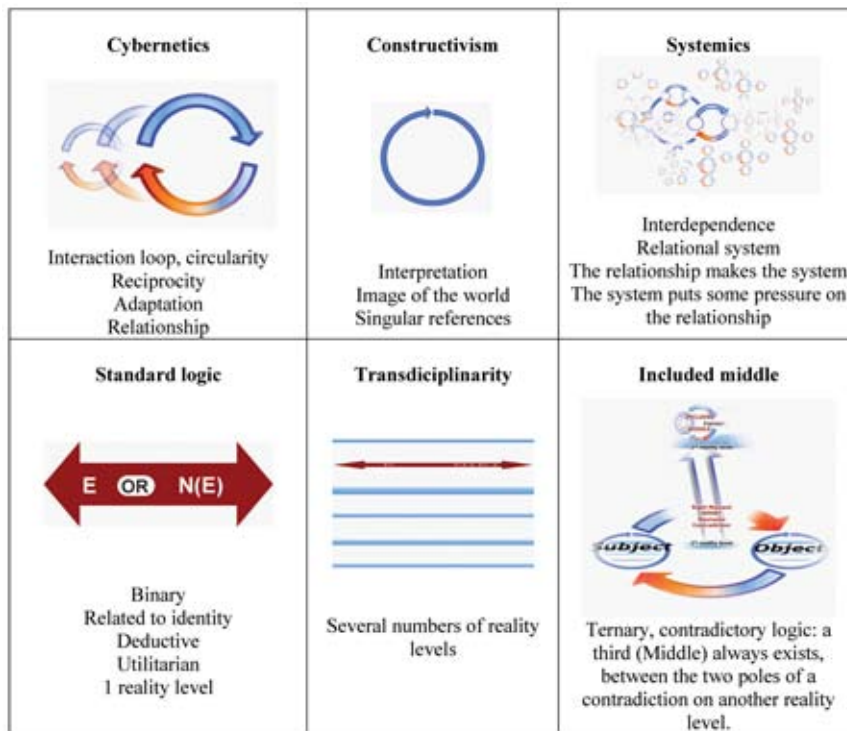 Cybernetics
Interaction loop, circularity
Reciprocity
Adaptation
Relationship
Constructivism
Interpretation
Image of the world
Singular references
Systemics
Interdependence
Relational system
The relationship makes the system
The system puts some pressure on
the relationship
Standard logic
E OR N(E)
Binary
Related to identity
Deductive
Utilitarian
1 reality level
Transdiciplinarity
Several numbers of reality
levels
Included middle
Subject
Object
Ternary, contradictory logic: a
third (Middle) always exists,
between the two poles of a
contradiction on another reality
level.